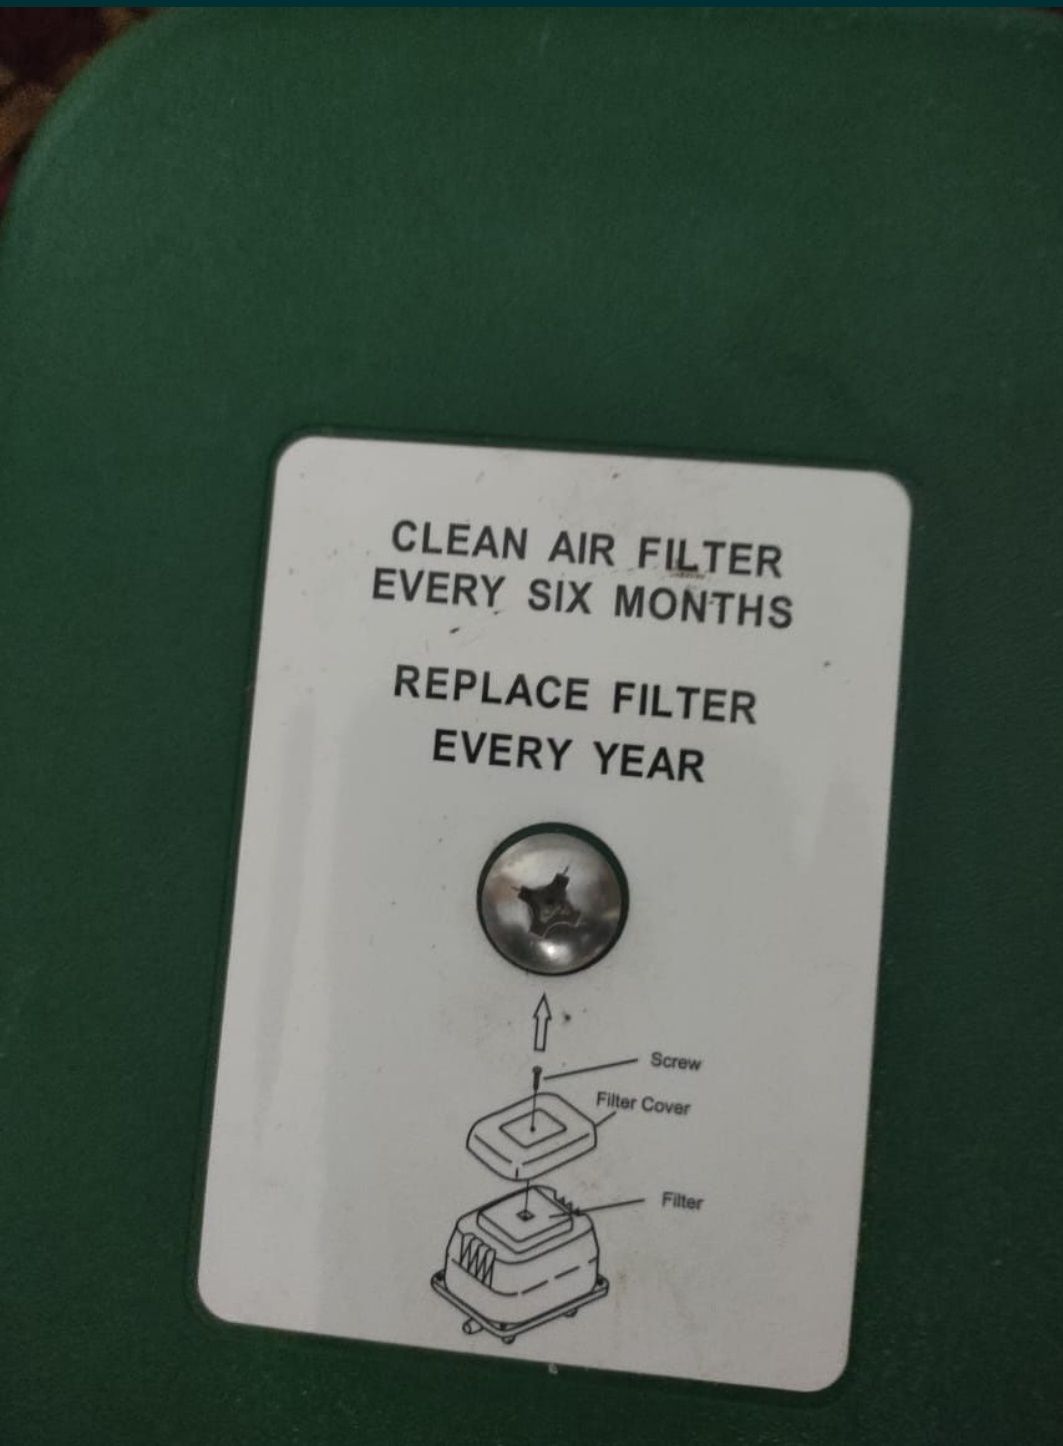 CLEAN AIR FILTER
EVERY SIX MONTHS
REPLACE FILTER
EVERY YEAR
Screw
Filter Cover
Filter